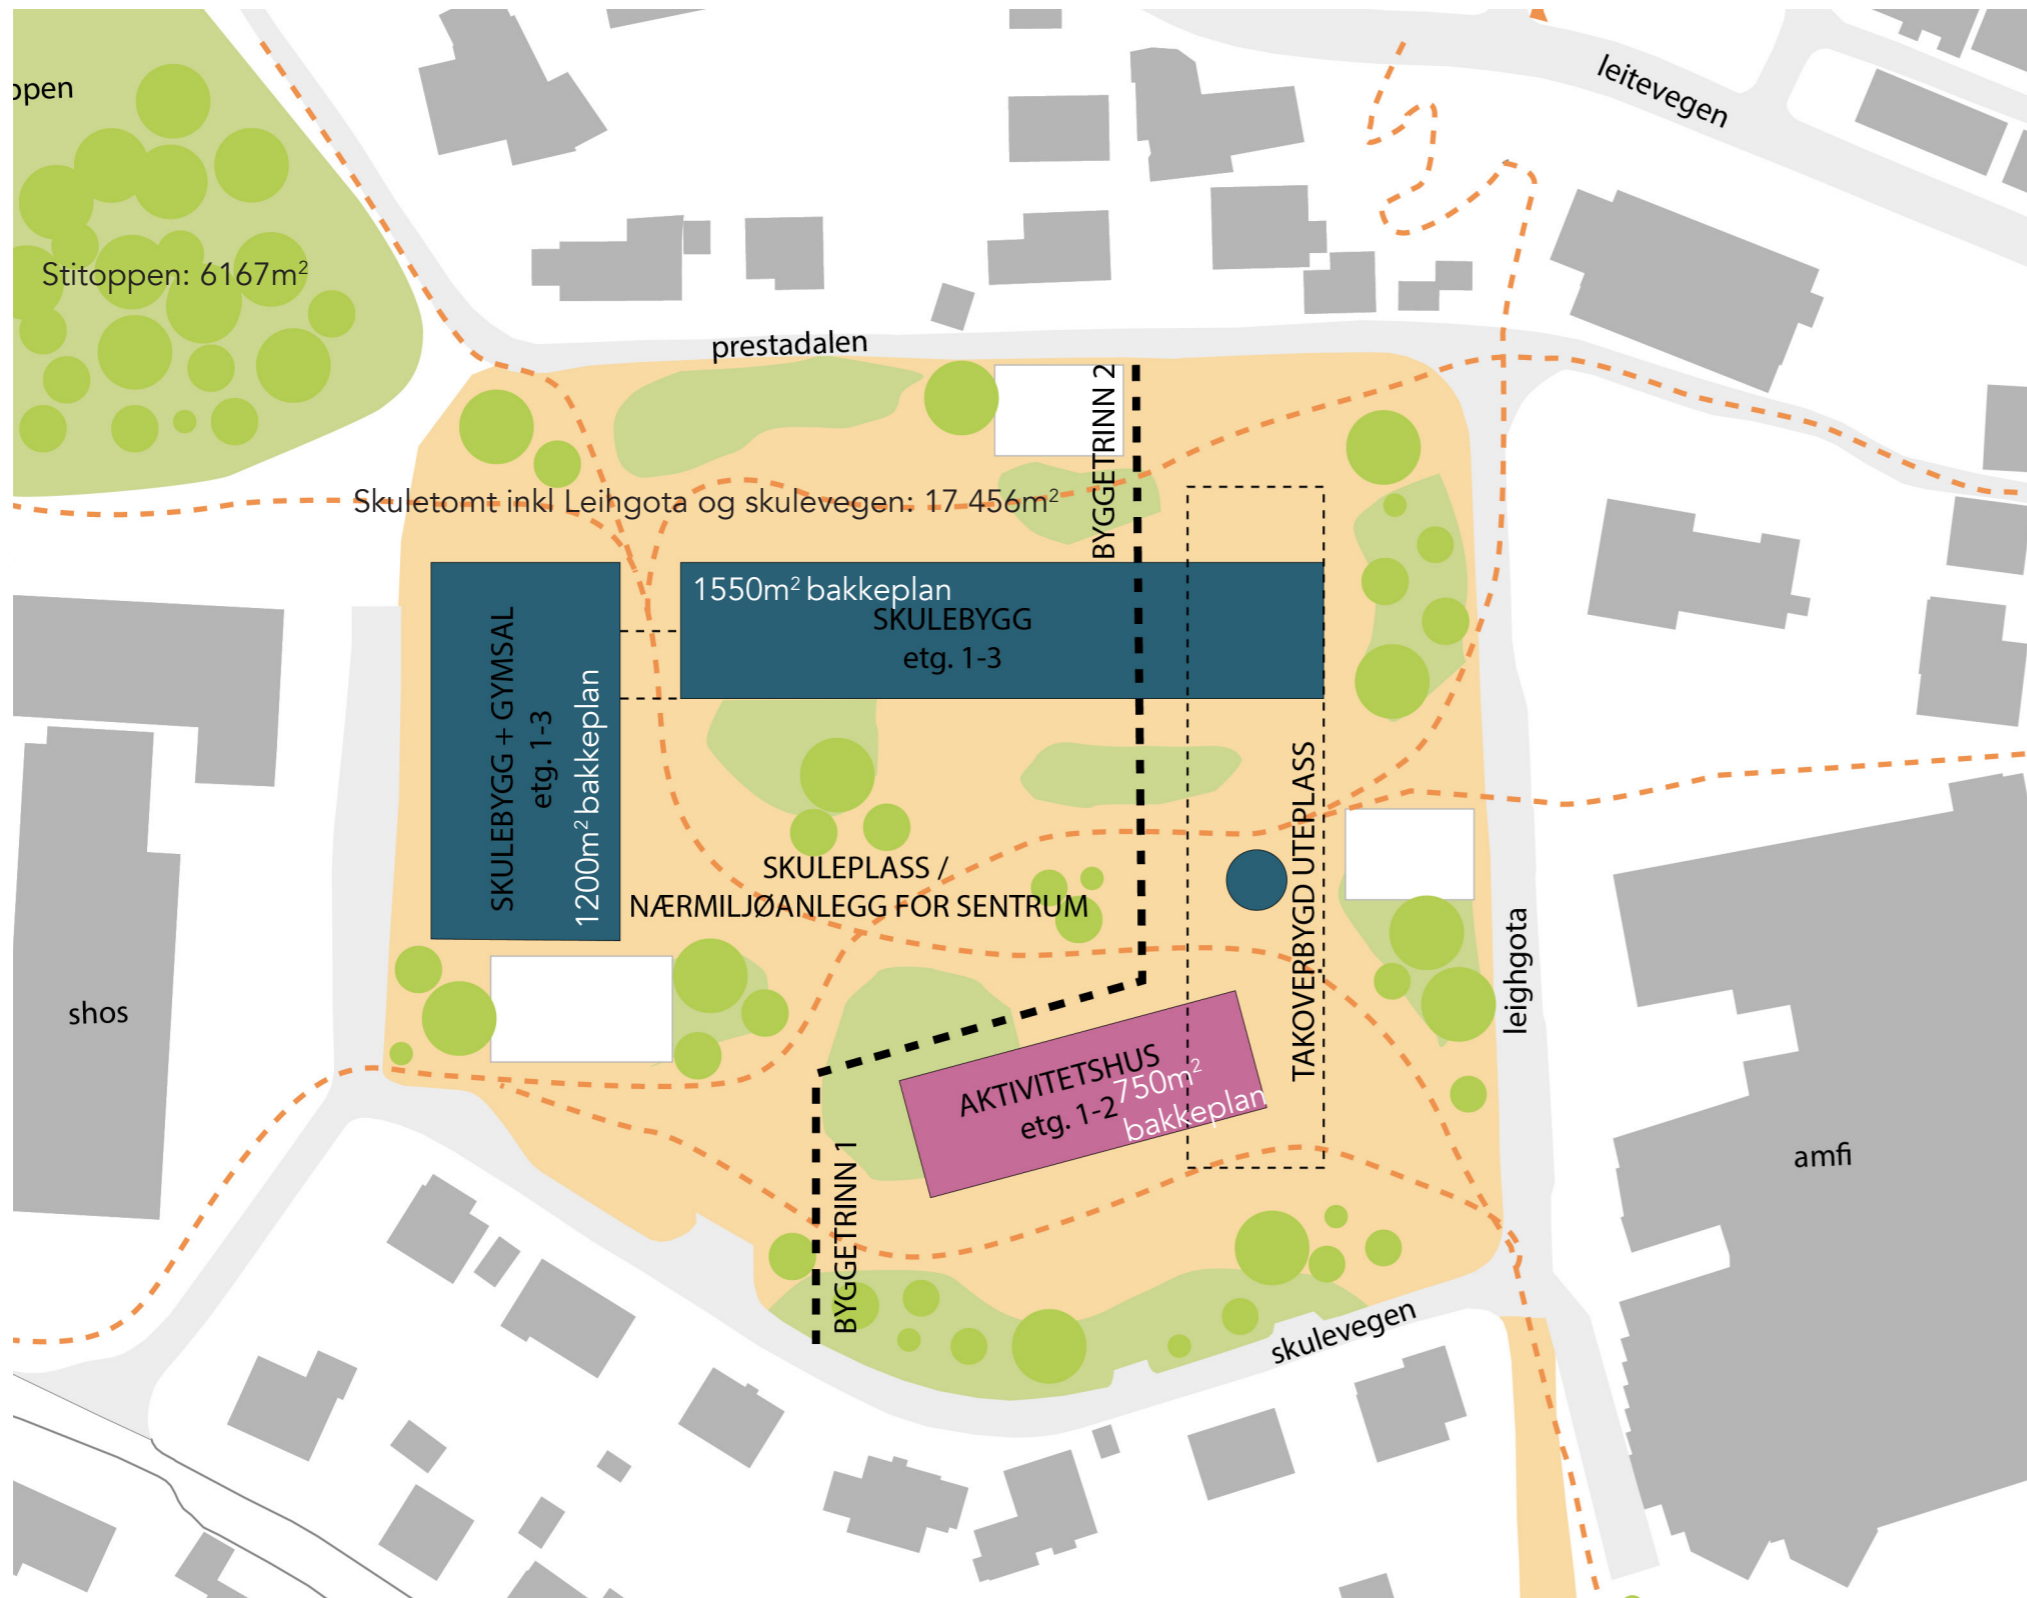 ppen
leitevegen
Stitoppen: 6167m²
prestadalen
BYGGETRINN 2
Skuletomt inkl Leihgota og skulevegen: 17 456m²
1550m² bakkeplan
SKULEBYGG
etg. 1-3
SKULEBYGG + GYMSAL
etg. 1-3
1200m² bakkeplan
SKULEPLASS /
NÆRMILJØANLEGG FOR SENTRUM
TAKOVERBYGD UTEPLASS
leighgota
shos
AKTIVITETSHUS
etg. 1-2
750m²
bakkeplan
amfi
BYGGETRINN 1
skulevegen